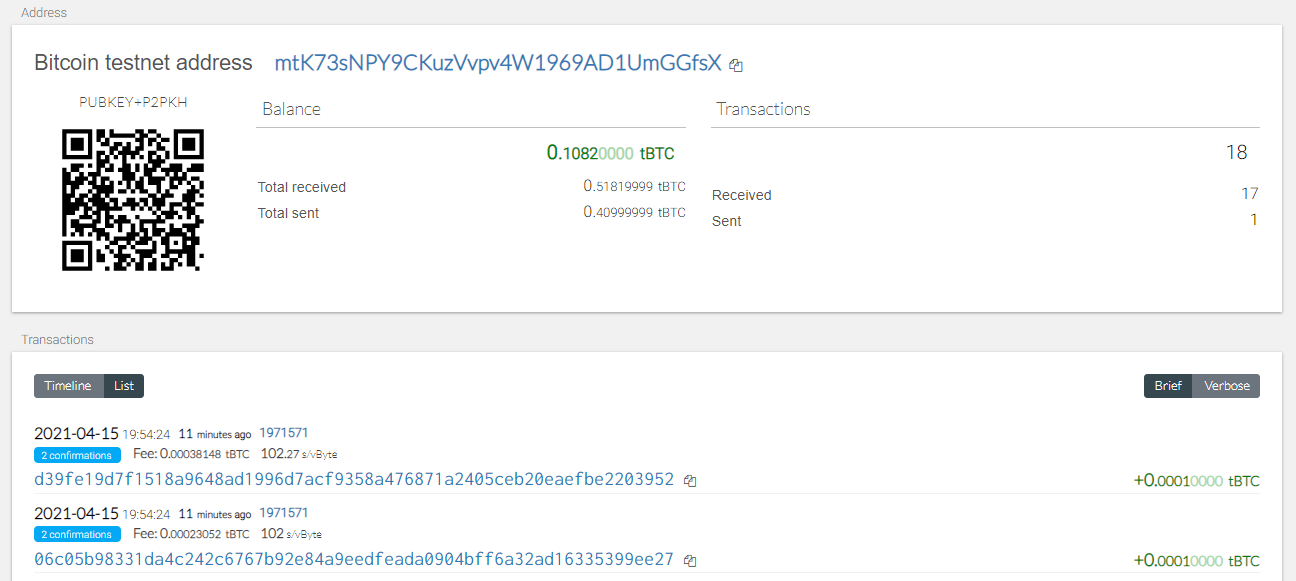 Address
Bitcoin testnet address mtK73sNPY9CKuzVvpv4W1969AD1UmGGfsX
PUBKEY+P2PKH
Balance
0.10820000 tBTC
Total received 0.51819999 tBTC
Total sent 0.40999999 tBTC
Transactions
18
Received 17
Sent 1
Transactions
Timeline List Brief Verbose
2021-04-15 19:54:24 11 minutes ago 1971571
2 confirmations Fee: 0.00038148 tBTC 102.27 s/vByte
d39fe19d7f1518a9648ad1996d7acf9358a476871a2405ceb20eaefbe2203952 +0.00010000 tBTC
2021-04-15 19:54:24 11 minutes ago 1971571
2 confirmations Fee: 0.00023052 tBTC 102 s/vByte
06c05b98331da4c242c6767b92e84a9eedfeada0904bff6a32ad16335399ee27 +0.00010000 tBTC